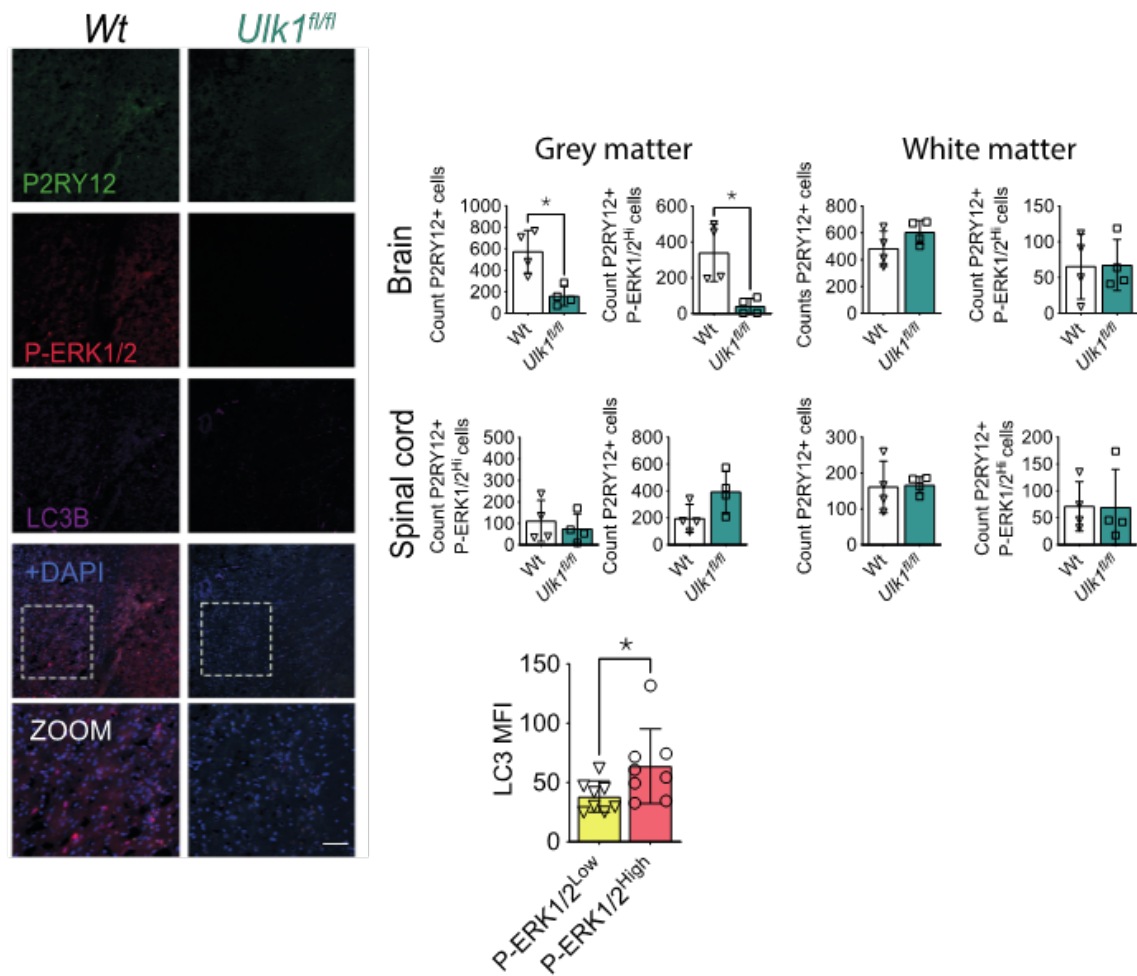 Wt Ulk1fl/fl
P2RY12
P-ERK1/2
LC3B
+DAPI
ZOOM
Grey matter
White matter
Brain
Count P2RY12+ cells
1000
800
600
400
200
0
*
Wt
Ulk1fl/fl
Count P2RY12+
P-ERK1/2Hi cells
600
400
200
0
*
Wt
Ulk1fl/fl
Counts P2RY12+ cells
800
600
400
200
0
Wt
Ulk1fl/fl
Count P2RY12+
P-ERK1/2Hi cells
150
100
50
0
Wt
Ulk1fl/fl
Spinal cord
Count P2RY12+
P-ERK1/2Hi cells
500
400
300
200
100
0
Wt
Ulk1fl/fl
Count P2RY12+ cells
800
600
400
200
0
Wt
Ulk1fl/fl
Count P2RY12+ cells
300
200
100
0
Wt
Ulk1fl/fl
Count P2RY12+
P-ERK1/2Hi cells
200
150
100
50
0
Wt
Ulk1fl/fl
LC3 MFI
150
100
50
0
*
P-ERK1/2Low
P-ERK1/2High